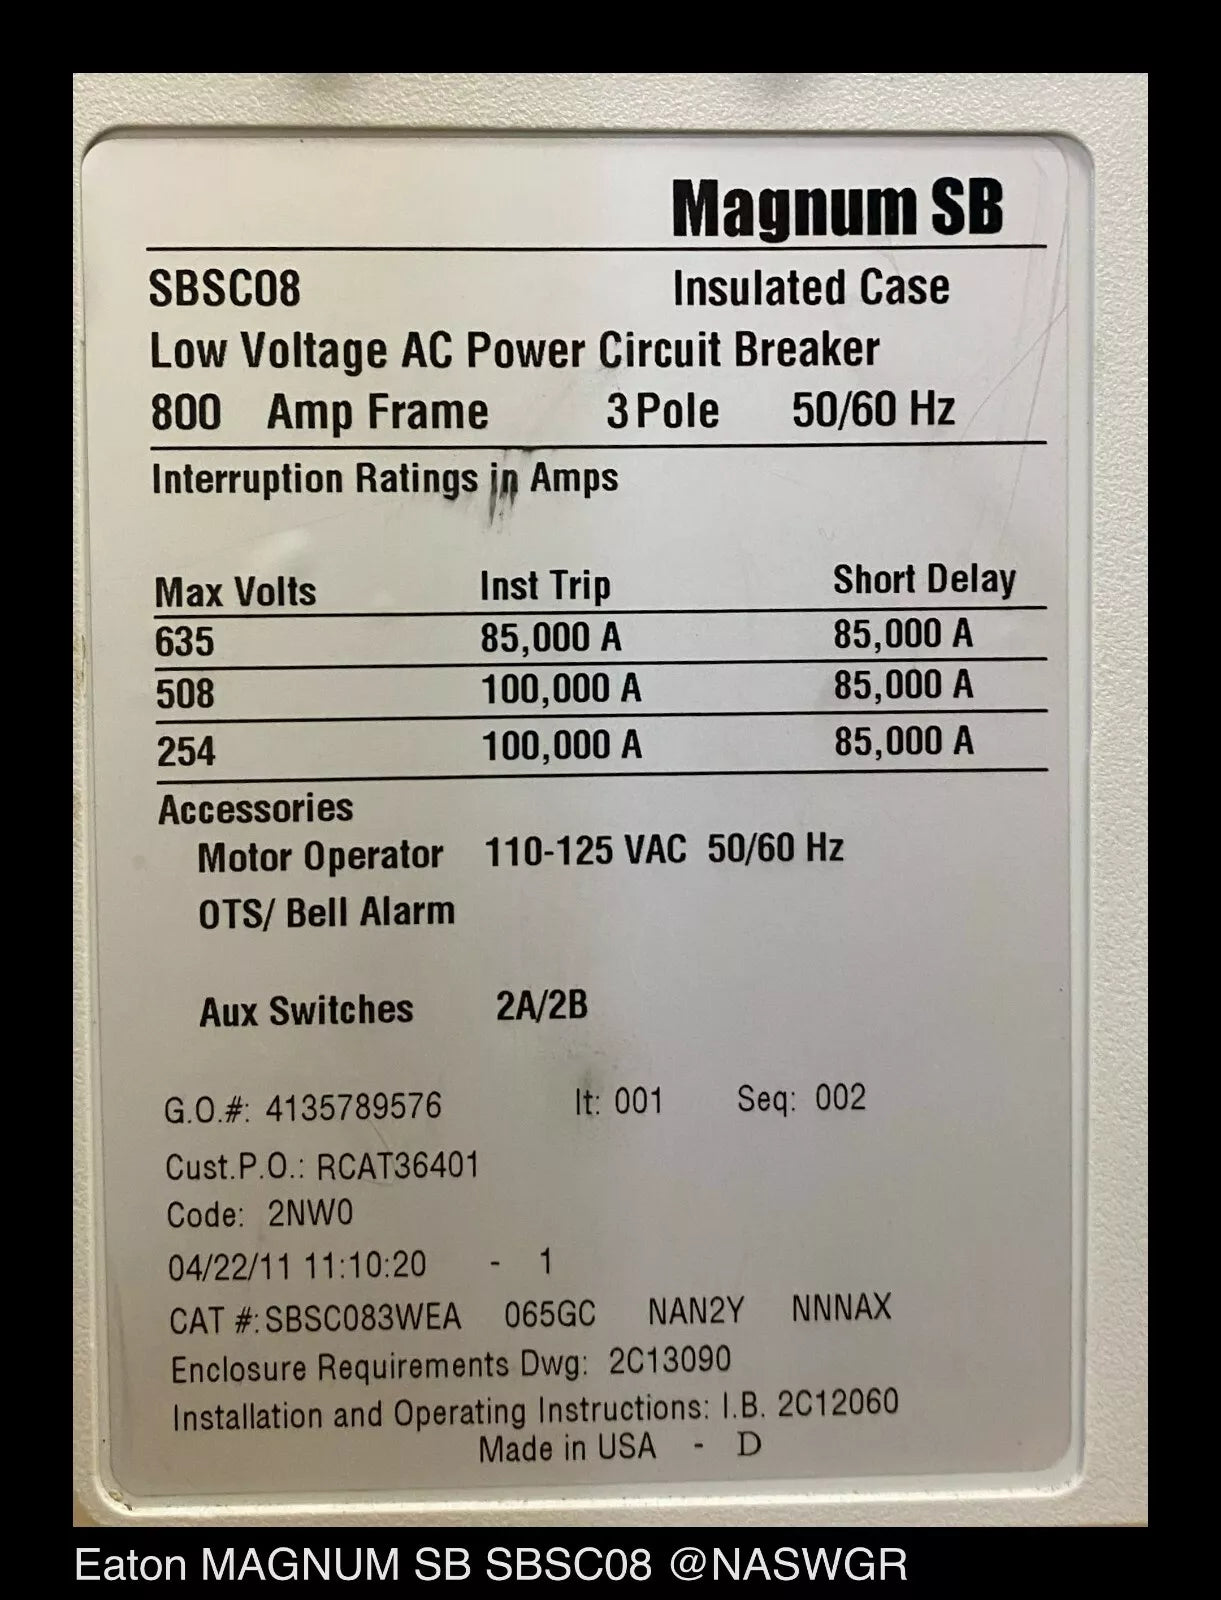 Magnum SB
SBSC08 Insulated Case
Low Voltage AC Power Circuit Breaker
800 Amp Frame 3 Pole 50/60 Hz
Interruption Ratings in Amps
Max Volts Inst Trip Short Delay
635 85,000 A 85,000 A
508 100,000 A 85,000 A
254 100,000 A 85,000 A
Accessories
Motor Operator 110-125 VAC 50/60 Hz
OTS/ Bell Alarm
Aux Switches 2A/2B
G.O.#: 4135789576 It: 001 Seq: 002
Cust.P.O.: RCAT36401
Code: 2NW0
04/22/11 11:10:20 - 1
CAT #:SBSC083WEA 065GC NAN2Y NNNAX
Enclosure Requirements Dwg: 2C13090
Installation and Operating Instructions: I.B. 2C12060
Made in USA - D
Eaton MAGNUM SB SBSC08 @NASWGR